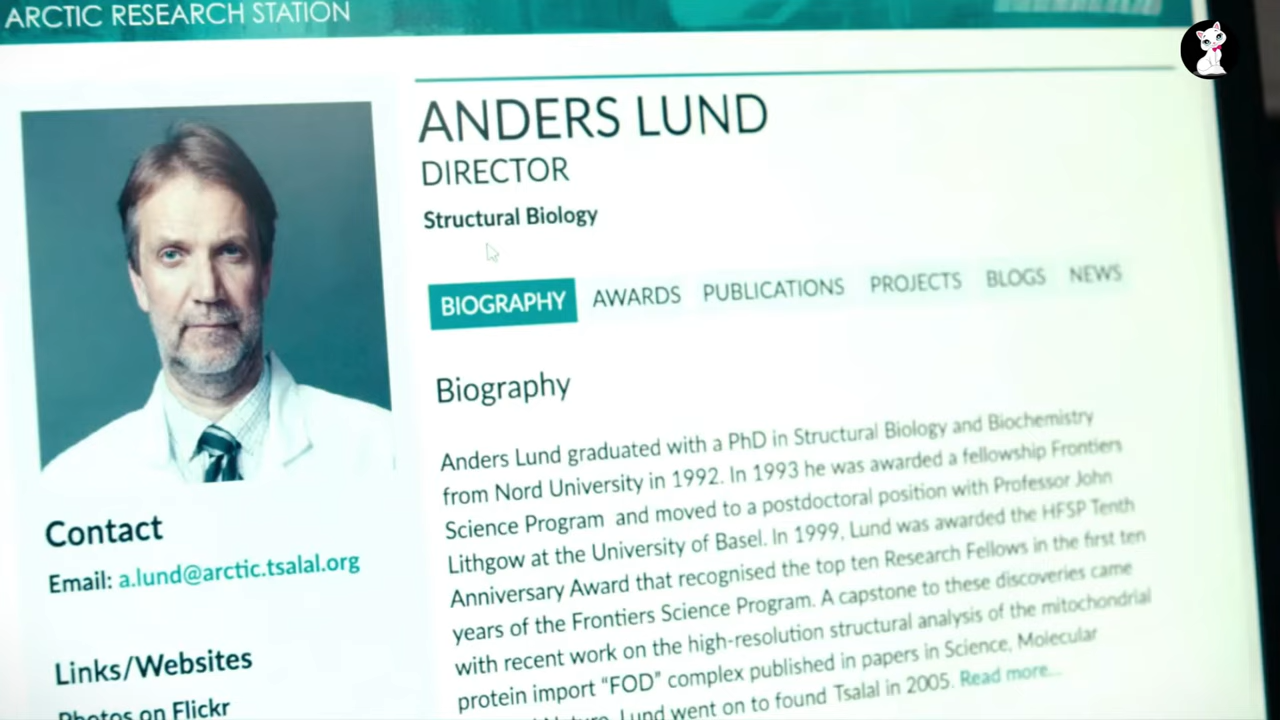 ARCTIC RESEARCH STATION
ANDERS LUND
DIRECTOR
Structural Biology
BIOGRAPHY AWARDS PUBLICATIONS PROJECTS BLOGS NEWS
Biography
Anders Lund graduated with a PhD in Structural Biology and Biochemistry
from Nord University in 1992. In 1993 he was awarded a fellowship Frontiers
Science Program and moved to a postdoctoral position with Professor John
Lithgow at the University of Basel. In 1999, Lund was awarded the HFSP Tenth
Anniversary Award that recognised the top ten Research Fellows in the first ten
years of the Frontiers Science Program. A capstone to these discoveries came
with recent work on the high-resolution structural analysis of the mitochondrial
protein import “FOD” complex published in papers in Science, Molecular
Nature. Lund went on to found Tsalal in 2005. Read more...
Contact
Email: a.lund@arctic.tsalal.org
Links/Websites
Photos on Flickr